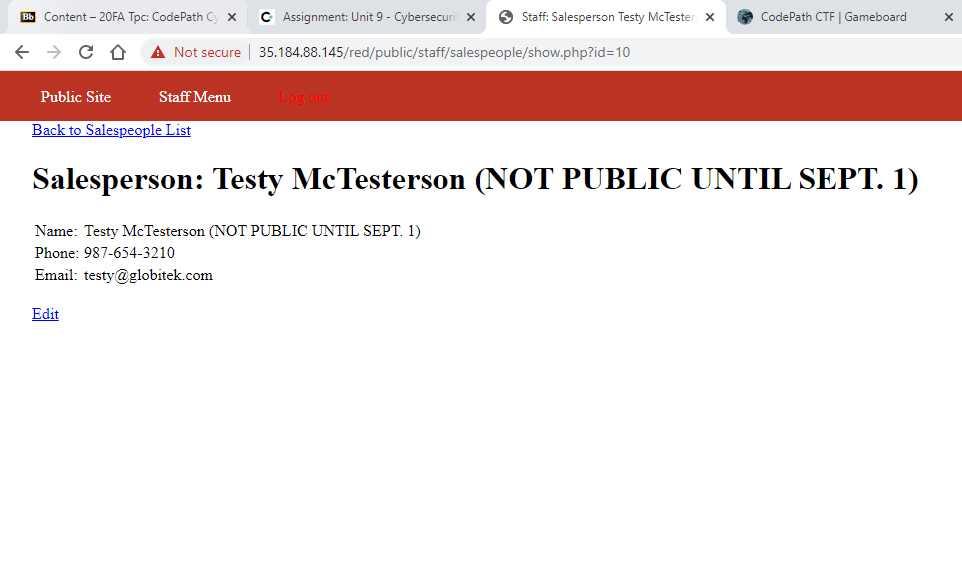 Content – 20FA Tpc: CodePath Cy
Assignment: Unit 9 - Cybersecurit
Staff: Salesperson Testy McTester
CodePath CTF | Gameboard
Not secure
35.184.88.145/red/public/staff/salespeople/show.php?id=10
Public Site
Staff Menu
Log out
Back to Salespeople List
Salesperson: Testy McTesterson (NOT PUBLIC UNTIL SEPT. 1)
Name: Testy McTesterson (NOT PUBLIC UNTIL SEPT. 1)
Phone: 987-654-3210
Email: testy@globitek.com
Edit